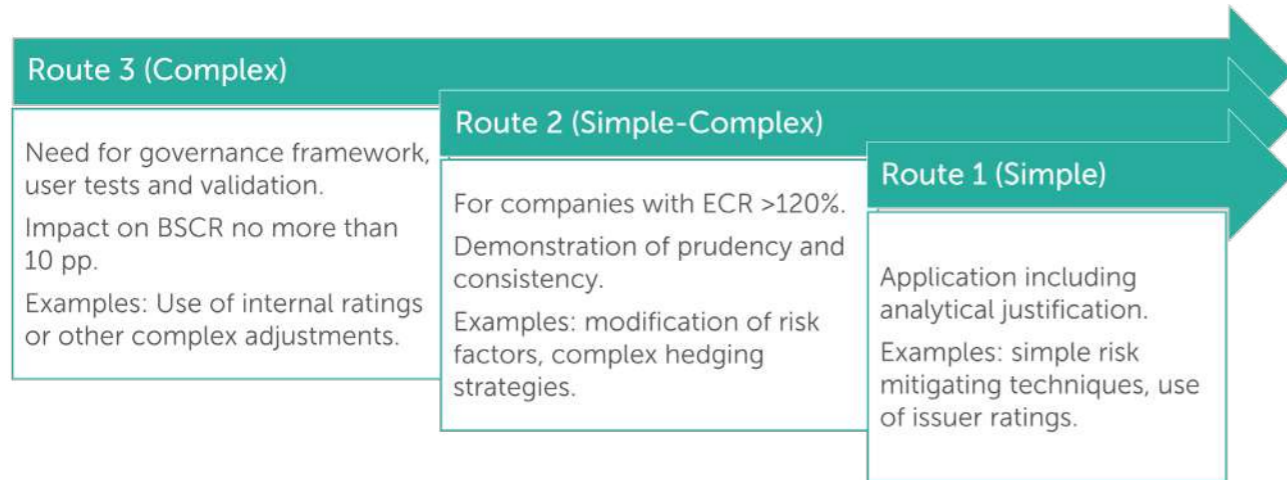 Route 3 (Complex)
Need for governance framework,
user tests and validation.
Impact on BSCR no more than
10 pp.
Examples: Use of internal ratings
or other complex adjustments.
Route 2 (Simple-Complex)
For companies with ECR >120%.
Demonstration of prudency and
consistency.
Examples: modification of risk
factors, complex hedging
strategies.
Route 1 (Simple)
Application including
analytical justification.
Examples: simple risk
mitigating techniques, use
of issuer ratings.